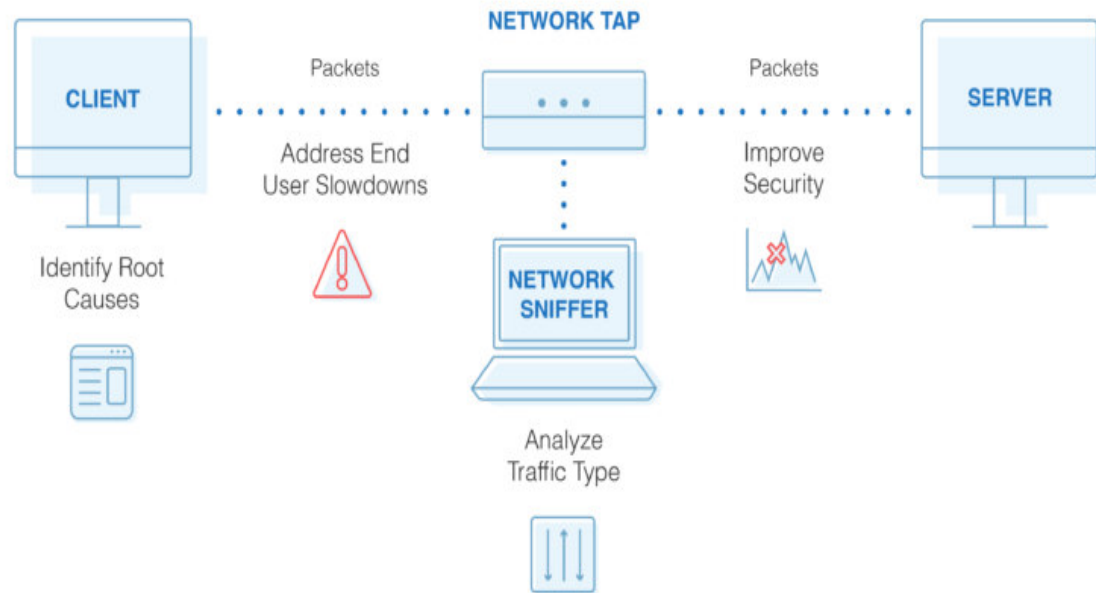 NETWORK TAP
CLIENT
Packets
Packets
SERVER
Address End
User Slowdowns
Improve
Security
Identify Root
Causes
NETWORK
SNIFFER
Analyze
Traffic Type